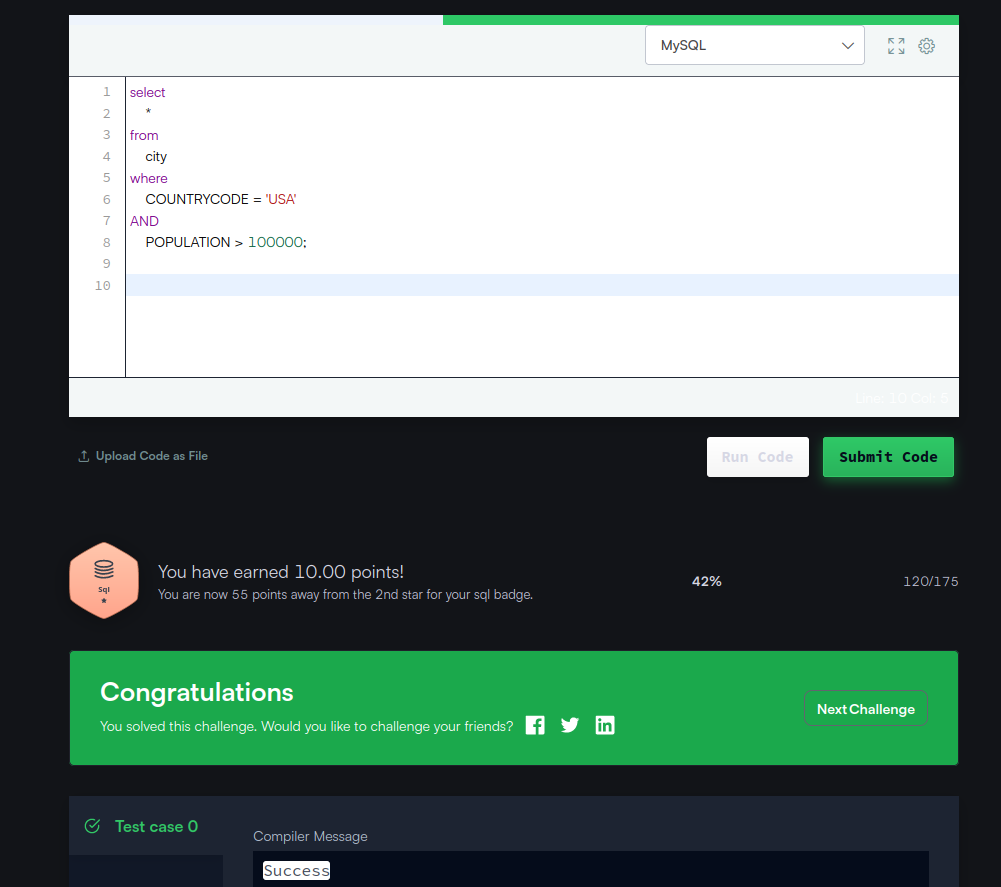 MySQL
1 select
2 *
3 from
4 city
5 where
6 COUNTRYCODE = 'USA'
7 AND
8 POPULATION > 100000;
9
10
Line: 10 Col: 5
Upload Code as File
Run Code
Submit Code
Sql
You have earned 10.00 points!
You are now 55 points away from the 2nd star for your sql badge.
42%
120/175
Congratulations
You solved this challenge. Would you like to challenge your friends?
Next Challenge
Test case 0
Compiler Message
Success